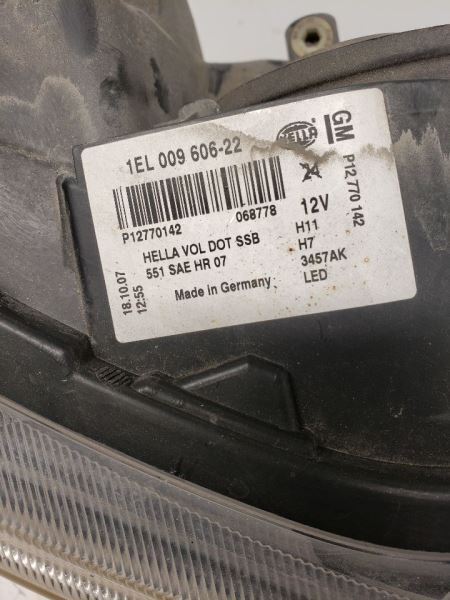 1EL 009 606-22
HELLA
GM
P12770142
068778
HELLA VOL DOT SSB
551 SAE HR 07
18.10.07
12:55
Made in Germany
12V
H11
H7
3457AK
LED
P12 770 142